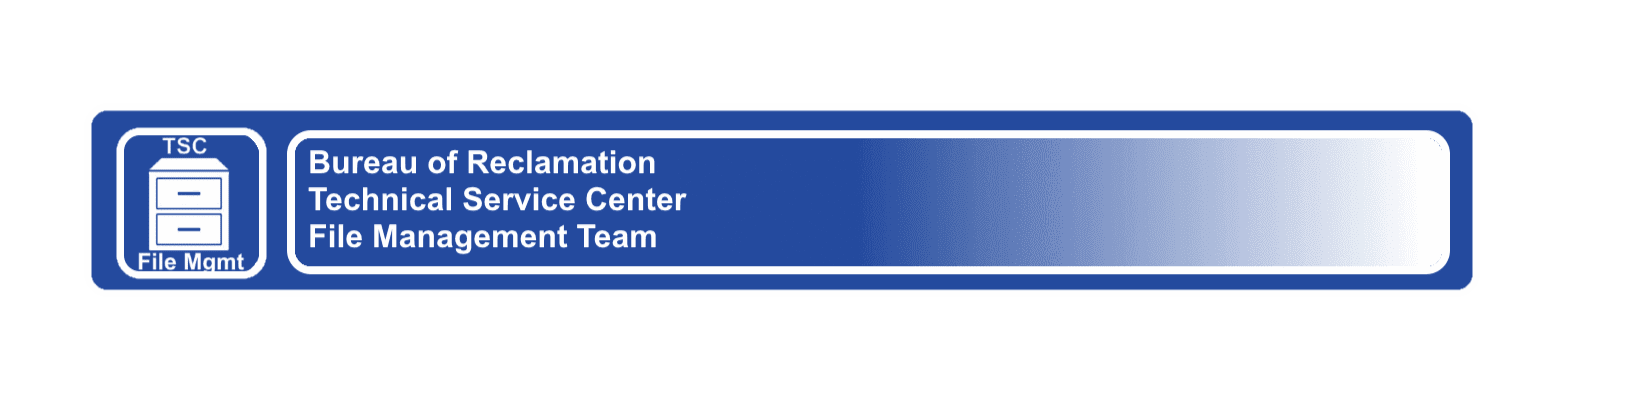 TSC
File Mgmt
Bureau of Reclamation
Technical Service Center
File Management Team